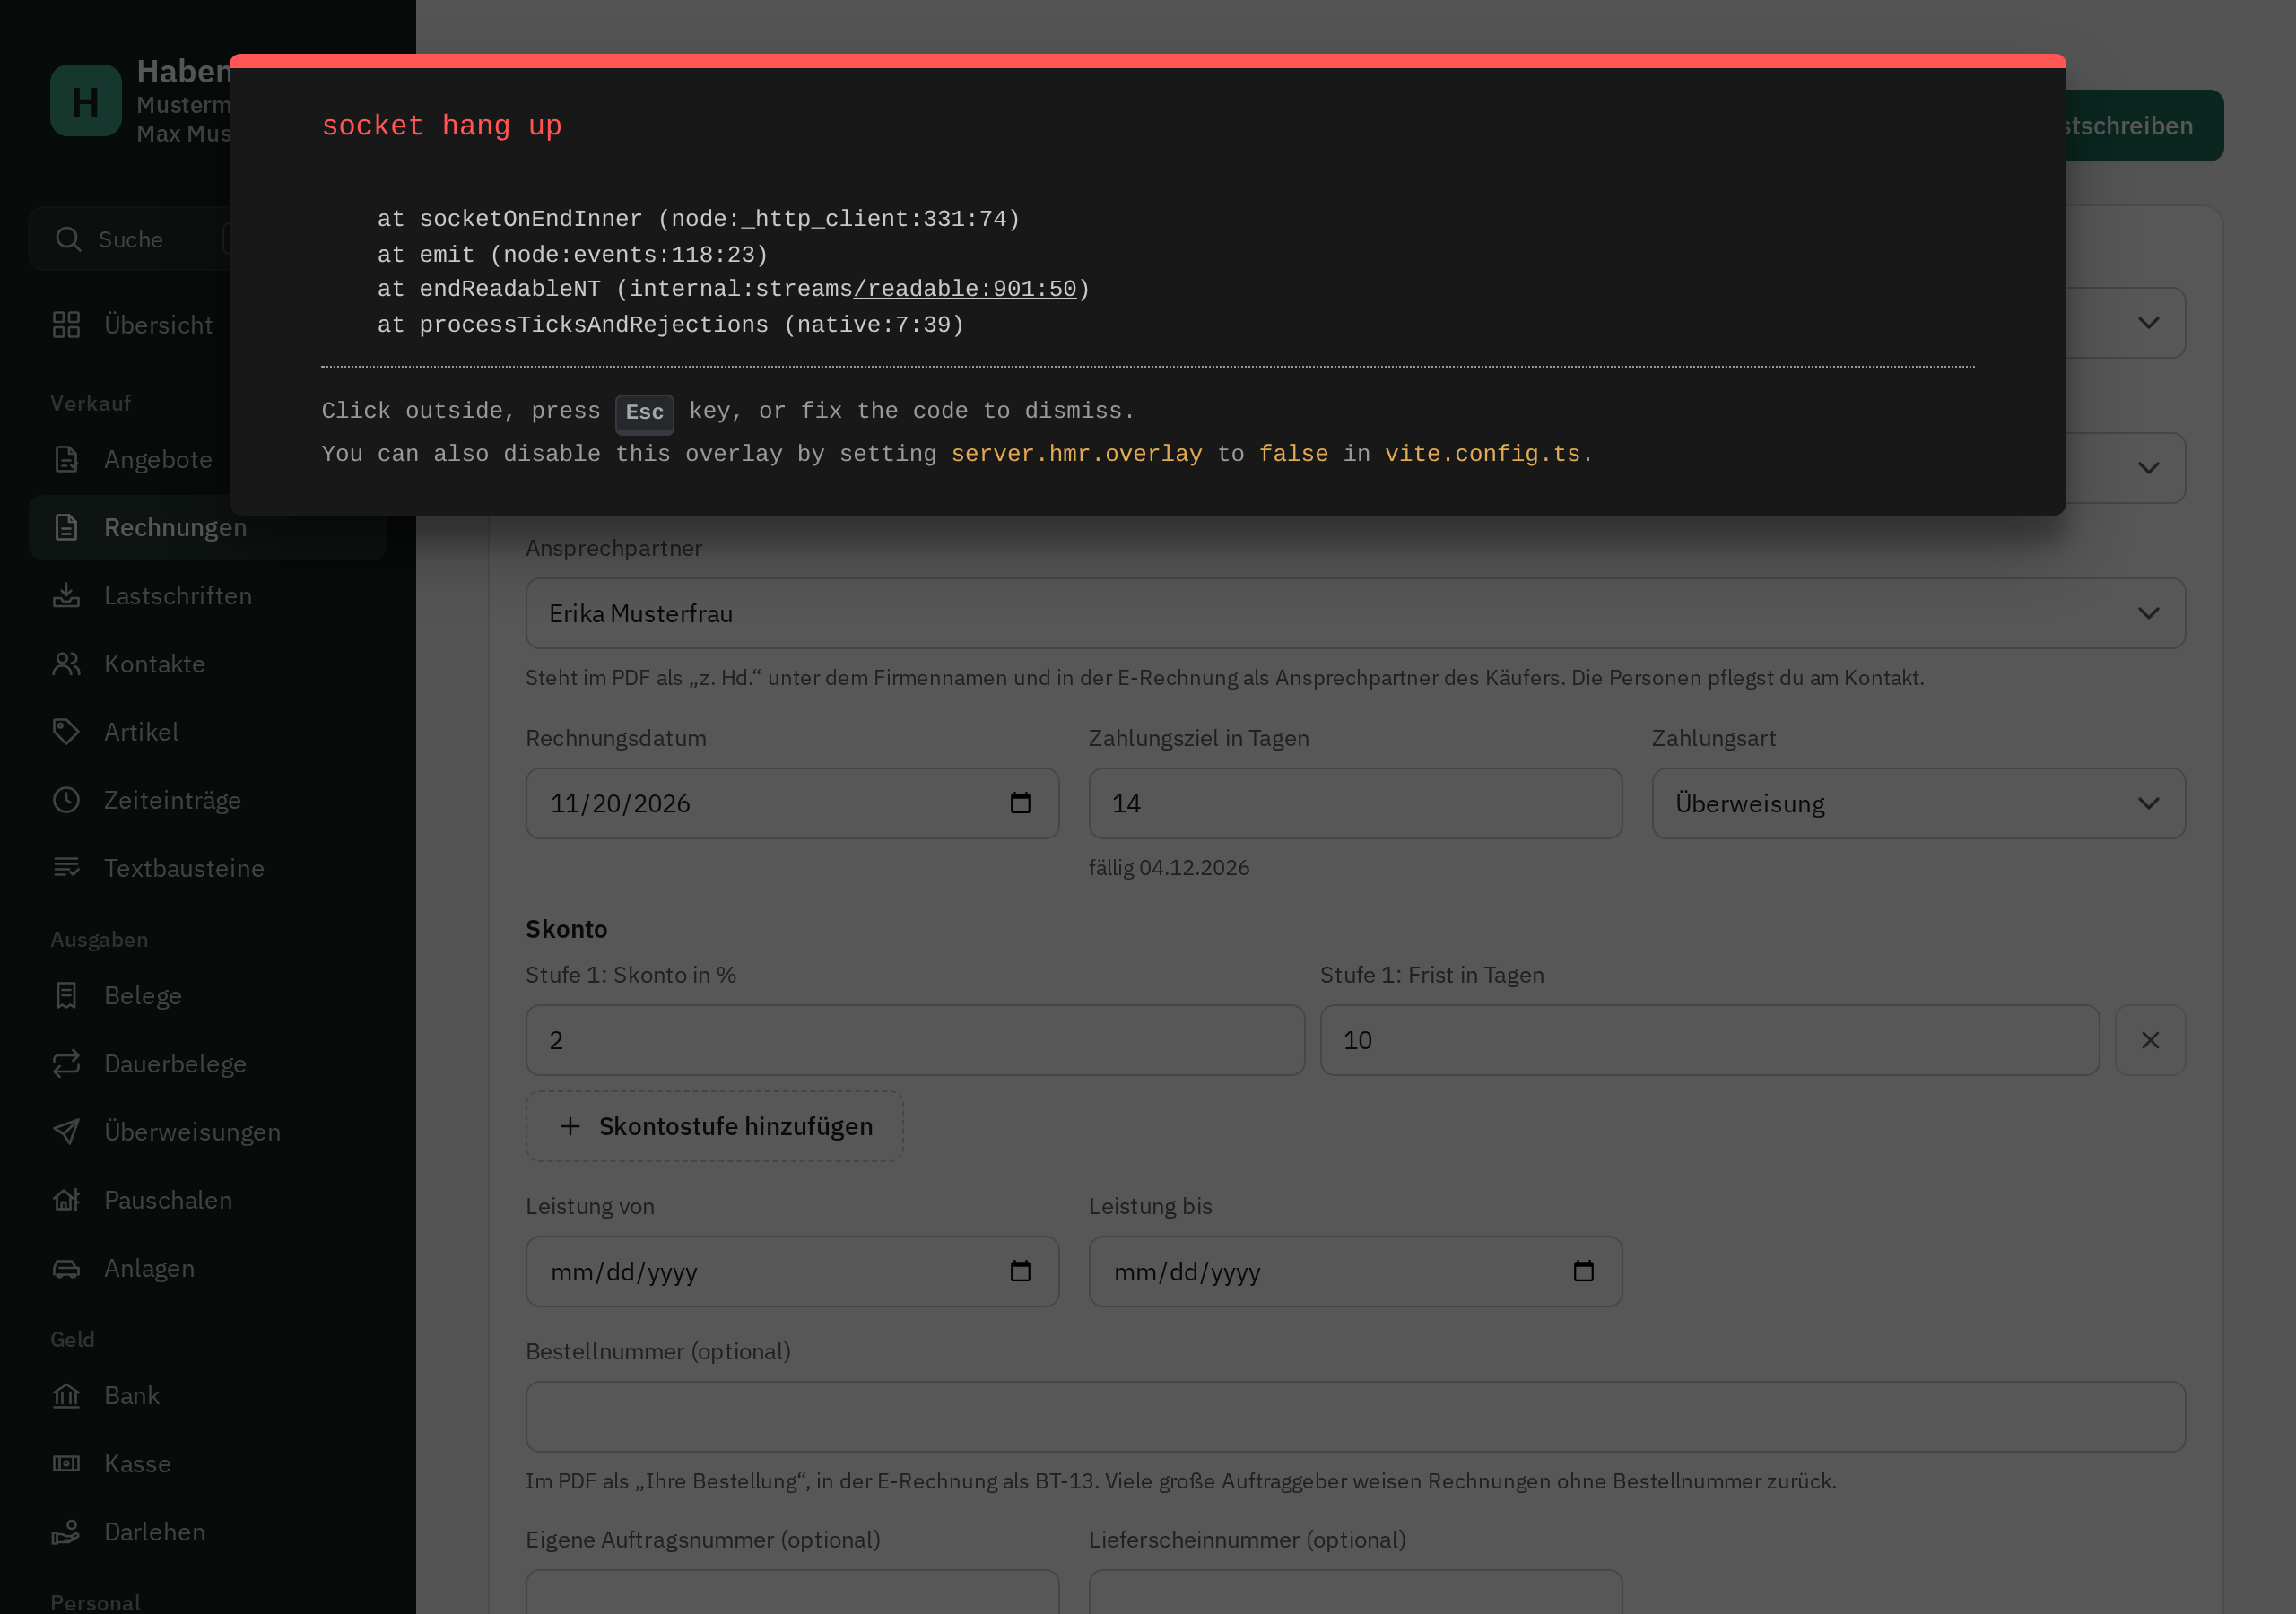 H
Haben
Musterm
Max Mus
Suche
Übersicht
Verkauf
Angebote
Rechnungen
Lastschriften
Kontakte
Artikel
Zeiteinträge
Textbausteine
Ausgaben
Belege
Dauerbelege
Überweisungen
Pauschalen
Anlagen
Geld
Bank
Kasse
Darlehen
Personal
stschreiben
socket hang up
at socketOnEndInner (node:_http_client:331:74)
at emit (node:events:118:23)
at endReadableNT (internal:streams/readable:901:50)
at processTicksAndRejections (native:7:39)
Click outside, press Esc key, or fix the code to dismiss.
You can also disable this overlay by setting server.hmr.overlay to false in vite.config.ts.
Ansprechpartner
Erika Musterfrau
Steht im PDF als „z. Hd.“ unter dem Firmennamen und in der E-Rechnung als Ansprechpartner des Käufers. Die Personen pflegst du am Kontakt.
Rechnungsdatum Zahlungsziel in Tagen Zahlungsart
11/20/2026 14 Überweisung
fällig 04.12.2026
Skonto
Stufe 1: Skonto in % Stufe 1: Frist in Tagen
2 10
Skontostufe hinzufügen
Leistung von Leistung bis
mm/dd/yyyy mm/dd/yyyy
Bestellnummer (optional)
Im PDF als „Ihre Bestellung“, in der E-Rechnung als BT-13. Viele große Auftraggeber weisen Rechnungen ohne Bestellnummer zurück.
Eigene Auftragsnummer (optional) Lieferscheinnummer (optional)